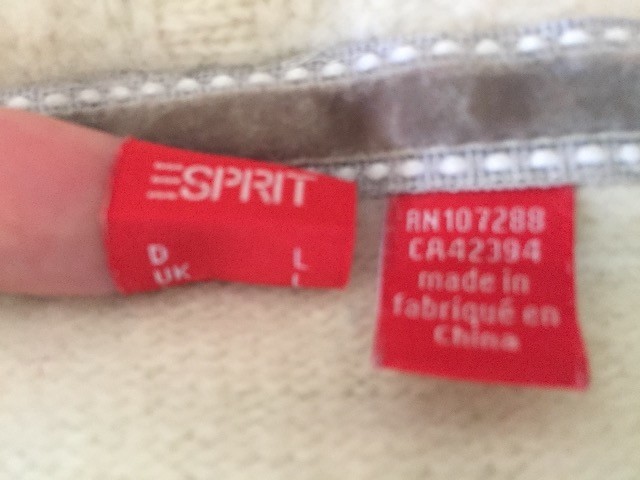 ESPRIT
D L
UK L
RN107288
CA42394
made in
fabriqué en
China